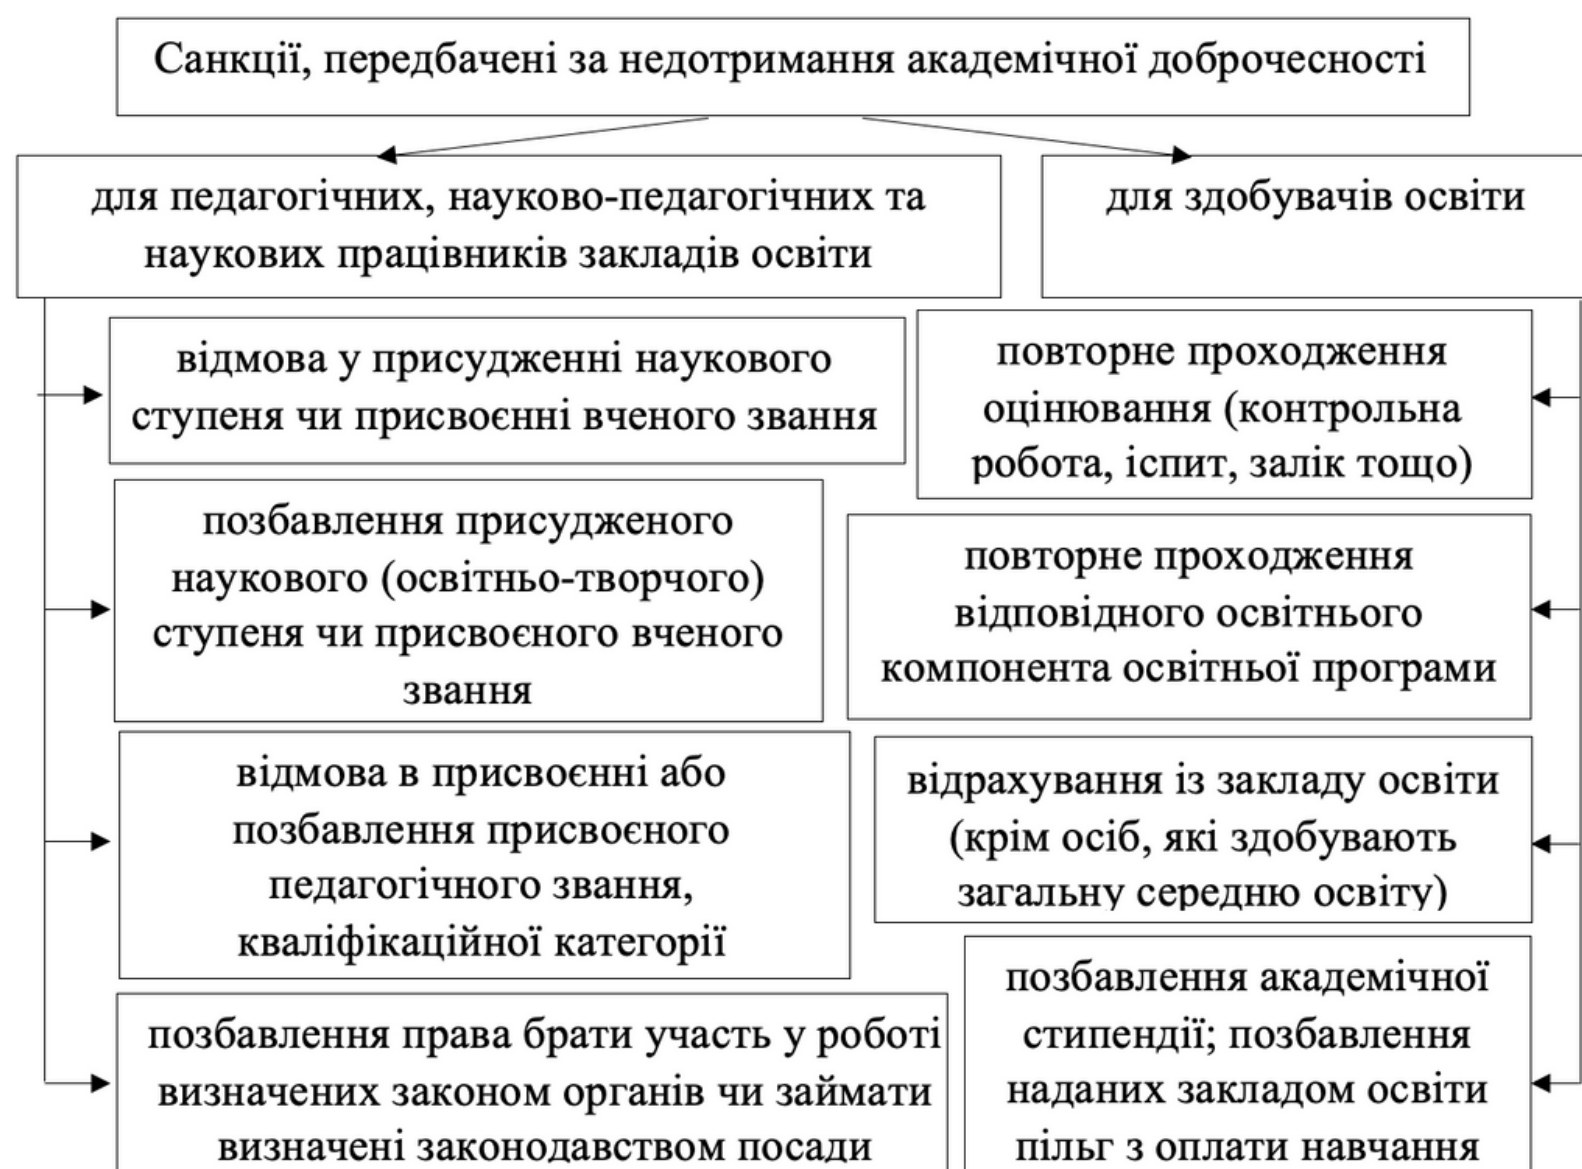 Санкції, передбачені за недотримання академічної доброчесності
для педагогічних, науково-педагогічних та
наукових працівників закладів освіти
для здобувачів освіти
відмова у присудженні наукового
ступеня чи присвоєнні вченого звання
позбавлення присудженого
наукового (освітньо-творчого)
ступеня чи присвоєного вченого
звання
відмова в присвоєнні або
позбавлення присвоєного
педагогічного звання,
кваліфікаційної категорії
позбавлення права брати участь у роботі
визначених законом органів чи займати
визначені законодавством посади
повторне проходження
оцінювання (контрольна
робота, іспит, залік тощо)
повторне проходження
відповідного освітнього
компонента освітньої програми
відрахування із закладу освіти
(крім осіб, які здобувають
загальну середню освіту)
позбавлення академічної
стипендії; позбавлення
наданих закладом освіти
пільг з оплати навчання